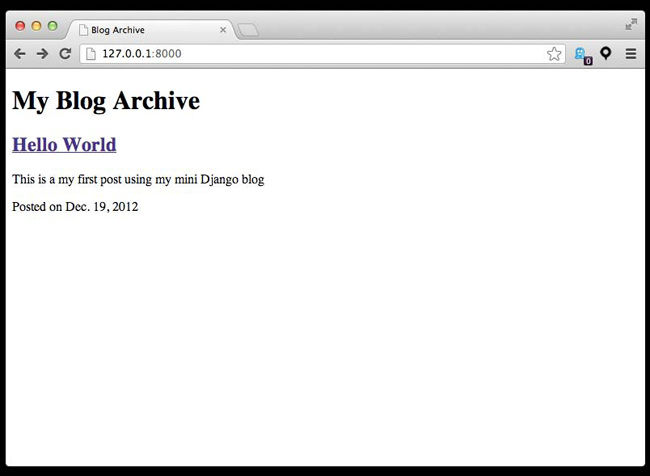 Blog Archive
127.0.0.1:8000
0
My Blog Archive
Hello World
This is a my first post using my mini Django blog
Posted on Dec. 19, 2012